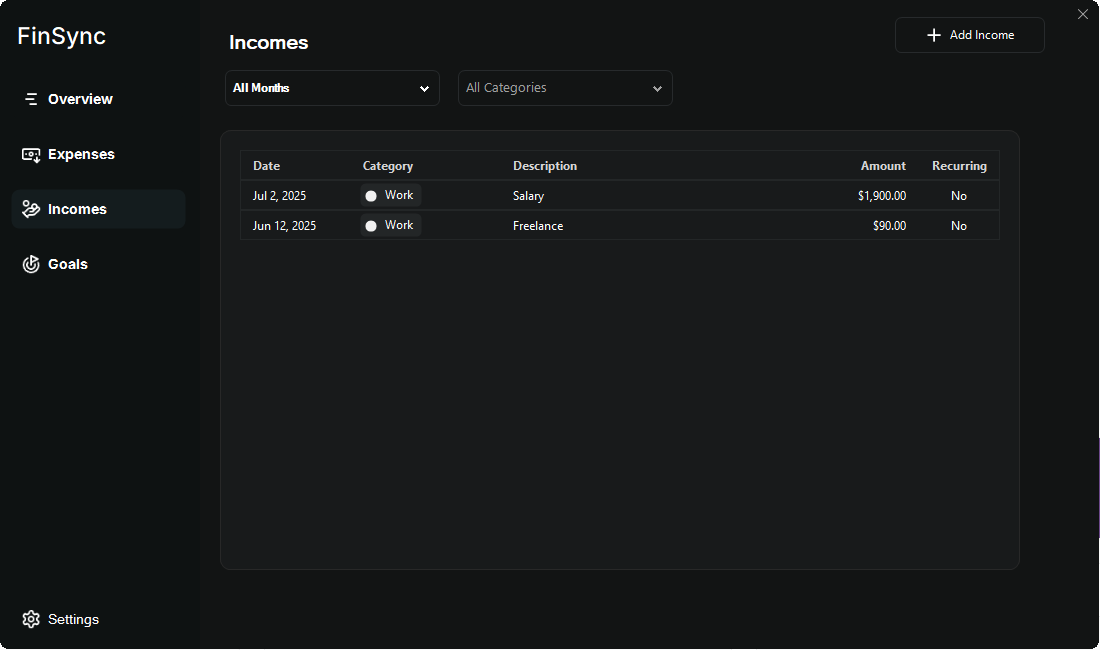 FinSync
Overview
Expenses
Incomes
Goals
Settings
Incomes
Add Income
All Months
All Categories
Date Category Description Amount Recurring
Jul 2, 2025 Work Salary $1,900.00 No
Jun 12, 2025 Work Freelance $90.00 No